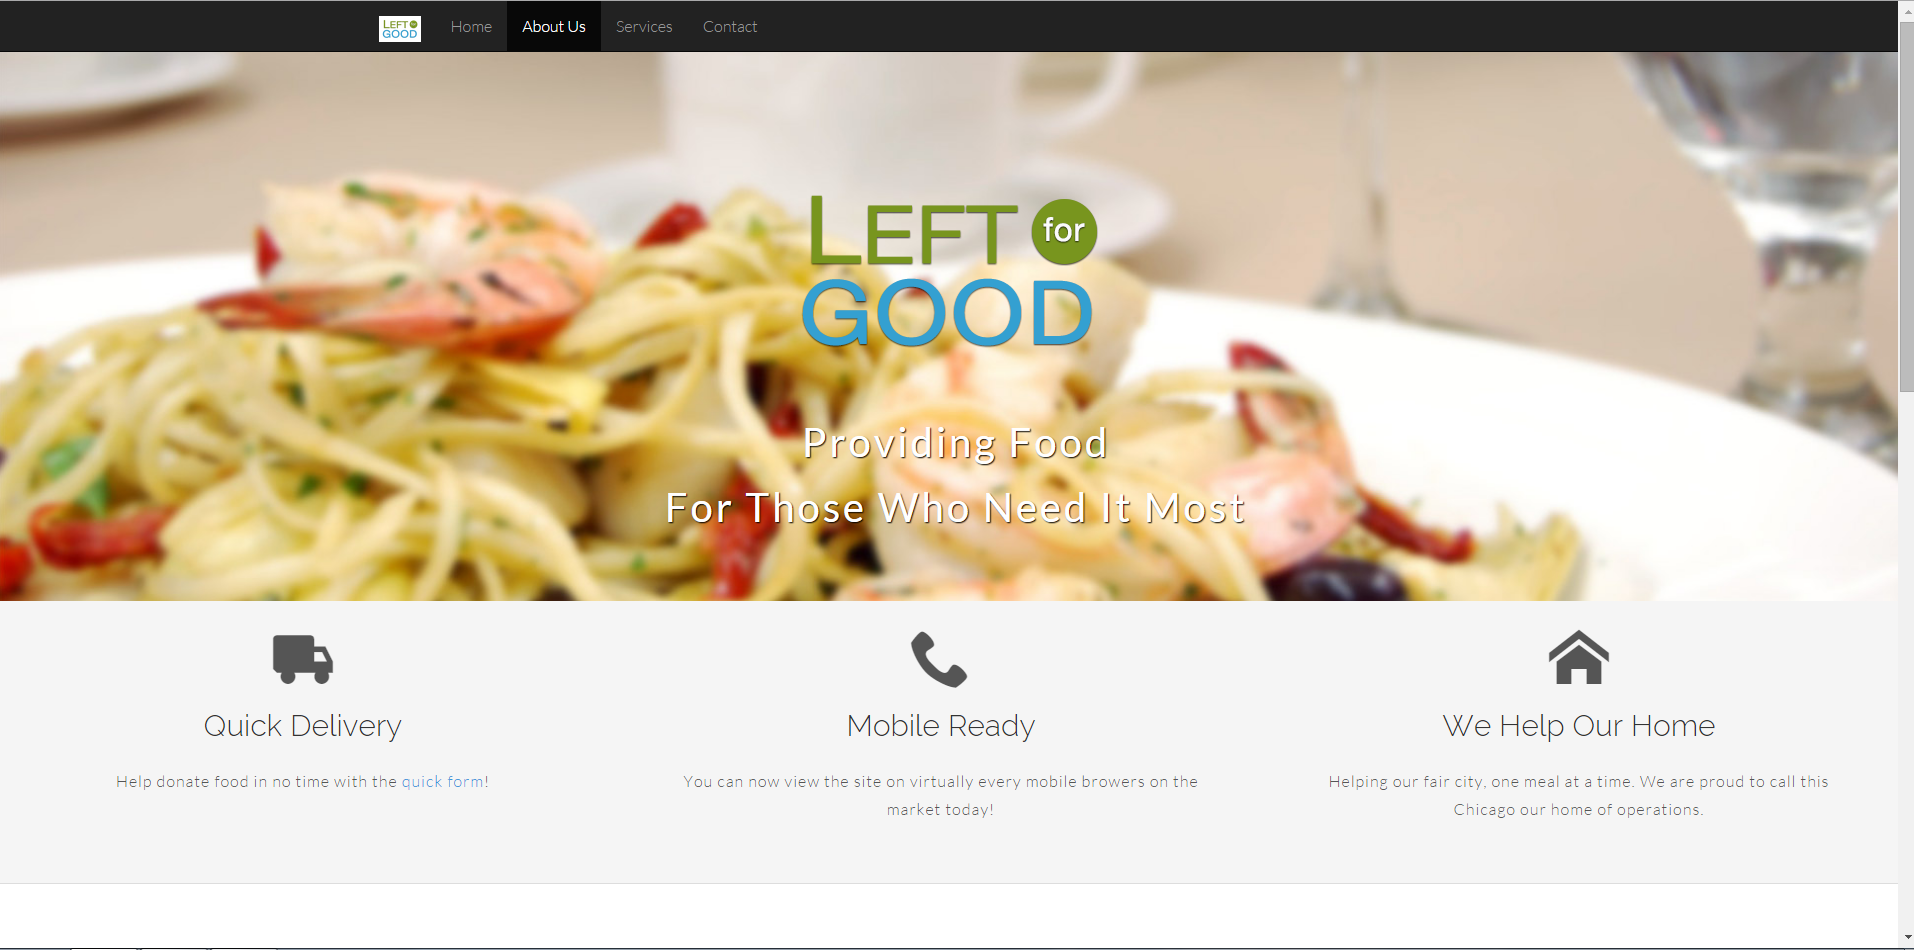 LEFT for
GOOD
Home
About Us
Services
Contact
LEFT for
GOOD
Providing Food
For Those Who Need It Most
Quick Delivery
Help donate food in no time with the quick form!
Mobile Ready
You can now view the site on virtually every mobile browers on the
market today!
We Help Our Home
Helping our fair city, one meal at a time. We are proud to call this
Chicago our home of operations.